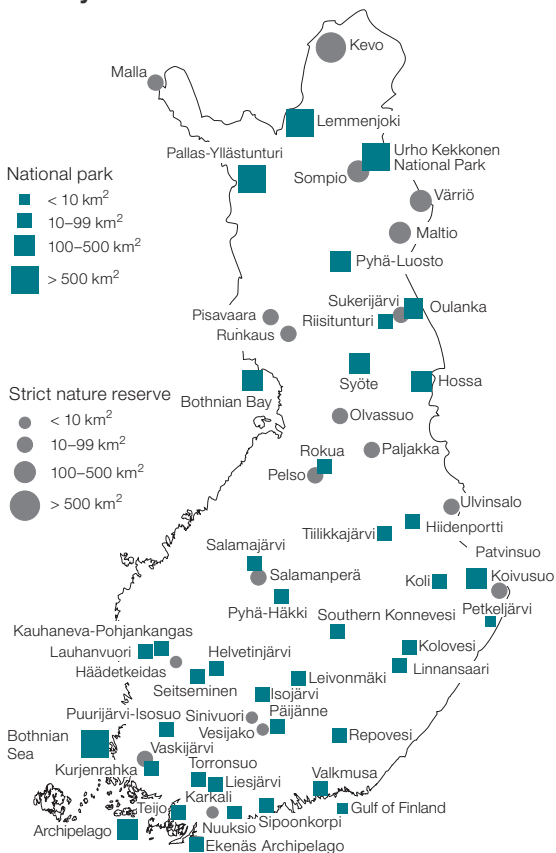 Kevo
Malla
Lemmenjoki
Pallas-Yllästunturi
Urho Kekkonen
National Park
Sompio
National park
< 10 km²
10–99 km²
100–500 km²
> 500 km²
Värriö
Maltio
Pyhä-Luosto
Sukerijärvi
Oulanka
Pisavaara
Riisitunturi
Runkaus
Strict nature reserve
< 10 km²
10–99 km²
100–500 km²
> 500 km²
Syöte
Hossa
Bothnian Bay
Olvassuo
Paljakka
Rokua
Pelso
Ulvinsalo
Hiidenportti
Tiilikkajärvi
Salamajärvi
Patvinsuo
Salamanperä
Koli
Koivusuo
Petkeljärvi
Pyhä-Häkki
Southern Konnevesi
Kauhaneva-Pohjankangas
Lauhanvuori
Helvetinjärvi
Kolovesi
Häädetkeidas
Linnansaari
Seitseminen
Leivonmäki
Isojärvi
Puurijärvi-Isosuo
Sinivuori
Päijänne
Vesijako
Bothnian
Sea
Repovesi
Vaskijärvi
Kurjenrahka
Torronsuo
Liesjärvi
Valkmusa
Karkali
Teijo
Gulf of Finland
Sipoonkorpi
Nuuksio
Archipelago
Ekenäs Archipelago